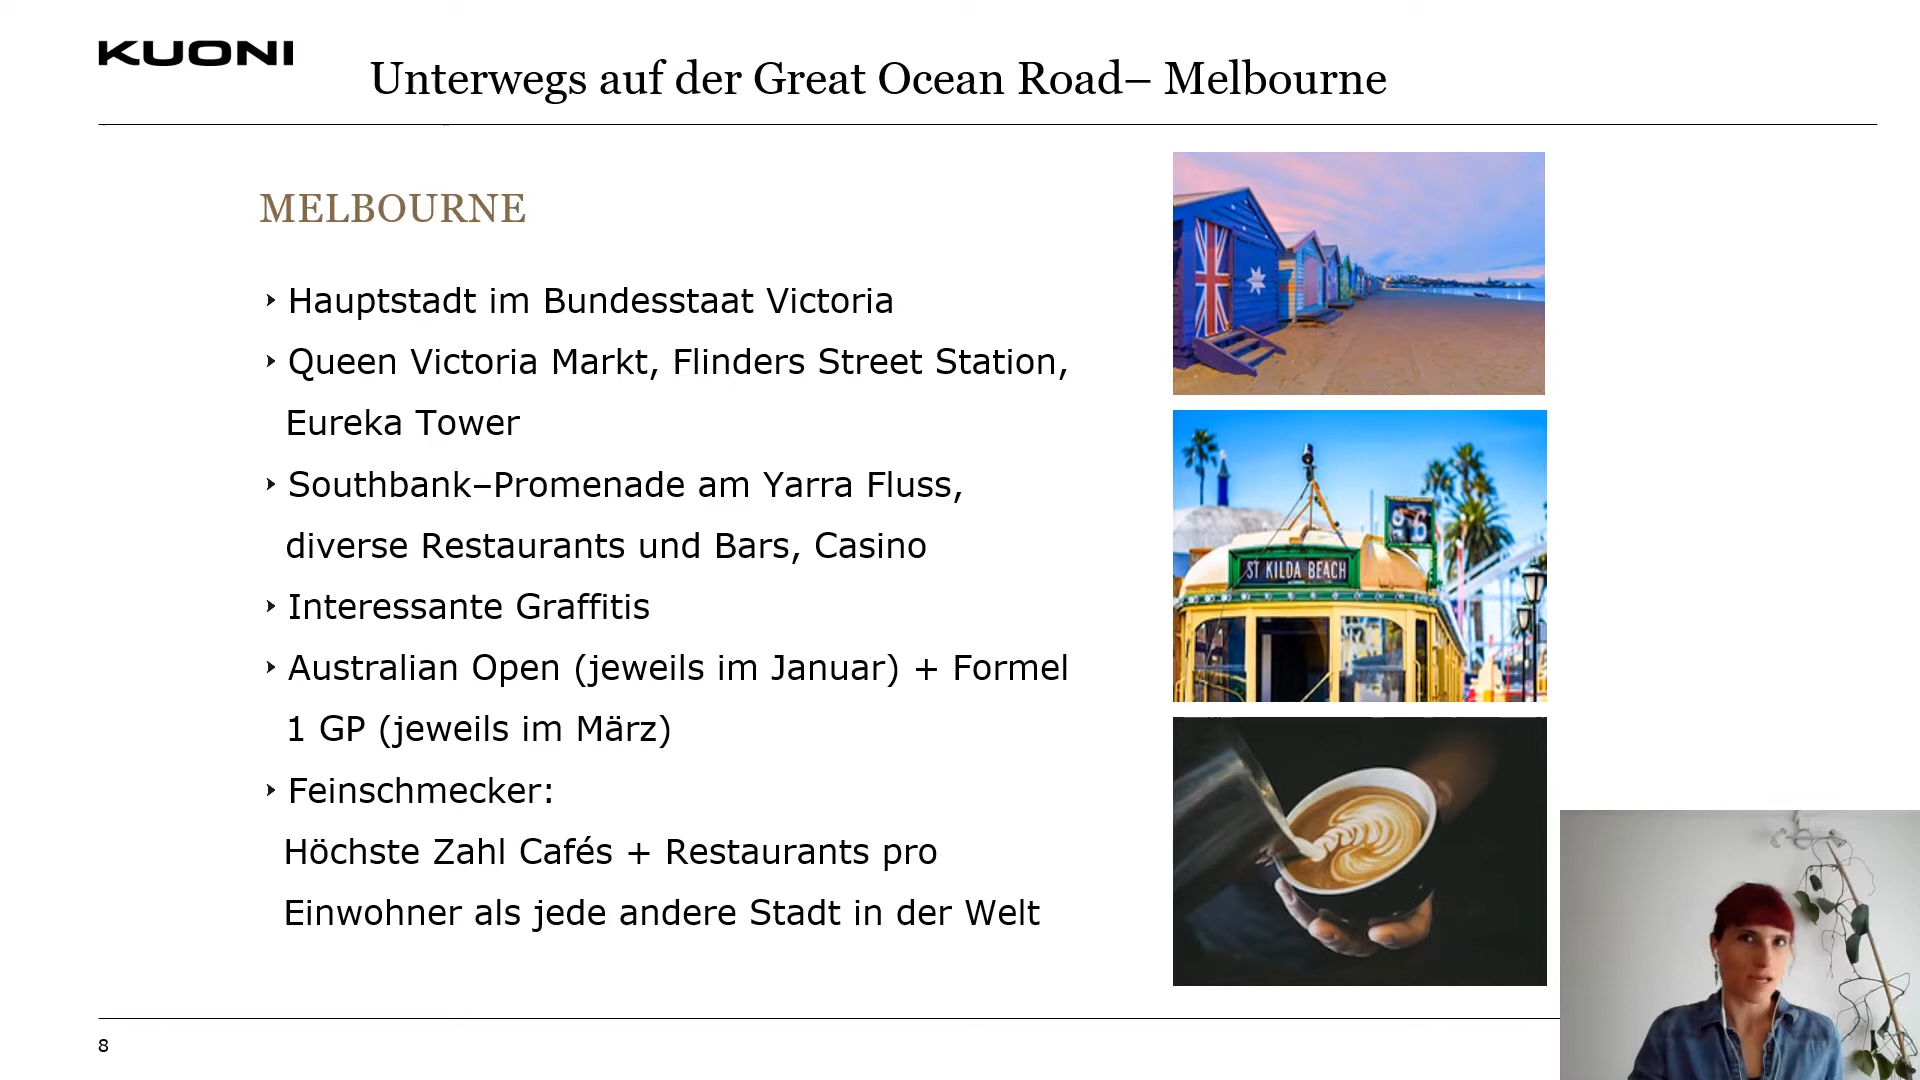 KUONI
Unterwegs auf der Great Ocean Road– Melbourne
MELBOURNE
Hauptstadt im Bundesstaat Victoria
Queen Victoria Markt, Flinders Street Station,
Eureka Tower
Southbank–Promenade am Yarra Fluss,
diverse Restaurants und Bars, Casino
Interessante Graffitis
Australian Open (jeweils im Januar) + Formel
1 GP (jeweils im März)
Feinschmecker:
Höchste Zahl Cafés + Restaurants pro
Einwohner als jede andere Stadt in der Welt
ST KILDA BEACH
8